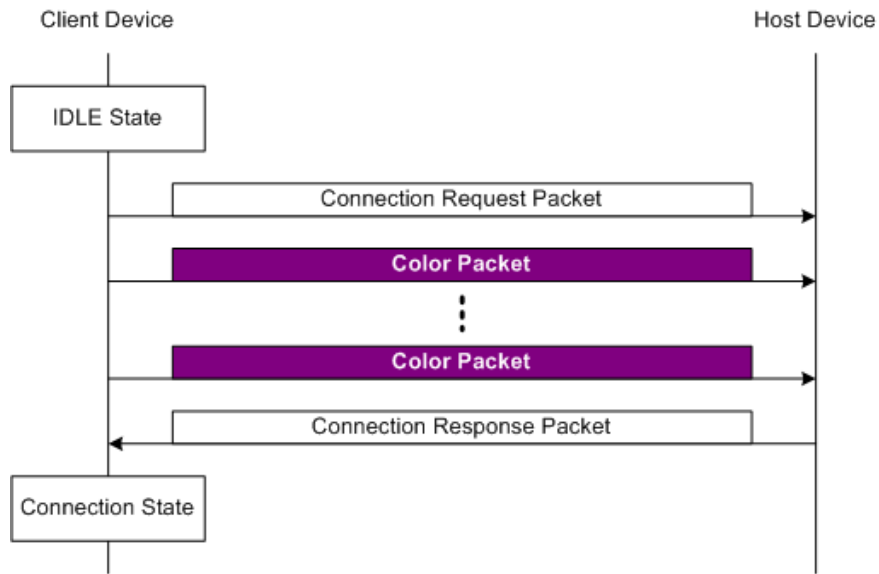 Client Device
Host Device
IDLE State
Connection Request Packet
Color Packet
Color Packet
Connection Response Packet
Connection State